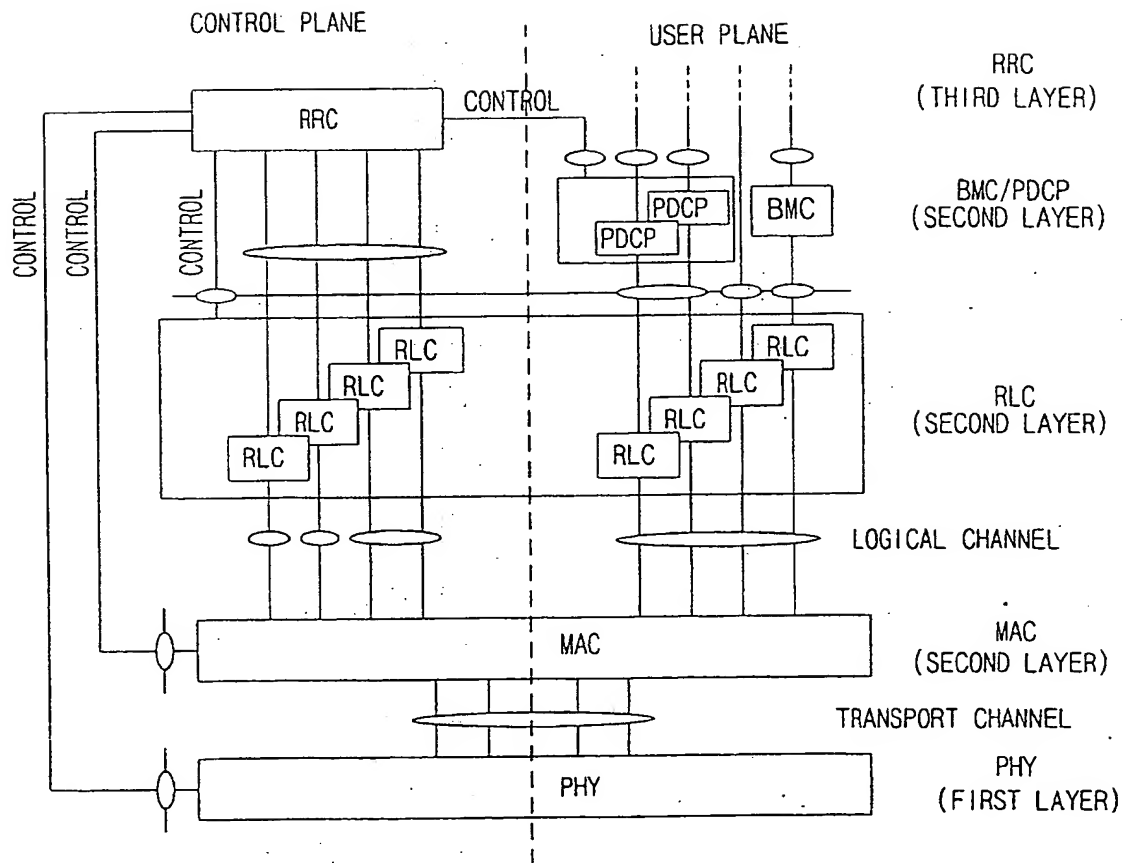 CONTROL PLANE
USER PLANE
RRC
(THIRD LAYER)
RRC
CONTROL
CONTROL
CONTROL
CONTROL
PDCP
PDCP
BMC
BMC/PDCP
(SECOND LAYER)
RLC
RLC
RLC
RLC
RLC
RLC
RLC
RLC
RLC
(SECOND LAYER)
LOGICAL CHANNEL
MAC
MAC
(SECOND LAYER)
TRANSPORT CHANNEL
PHY
PHY
(FIRST LAYER)